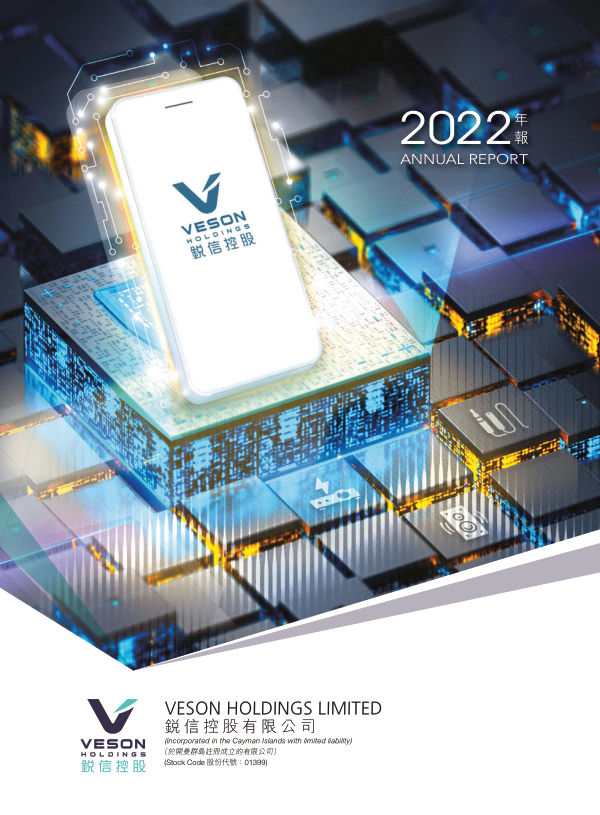 2022年報
ANNUAL REPORT
VESON
HOLDINGS
鋭信控股
VESON HOLDINGS LIMITED
鋭信控股有限公司
(Incorporated in the Cayman Islands with limited liability)
（於開曼群島註冊成立的有限公司）
(Stock Code 股份代號：01399)
VESON
HOLDINGS
鋭信控股